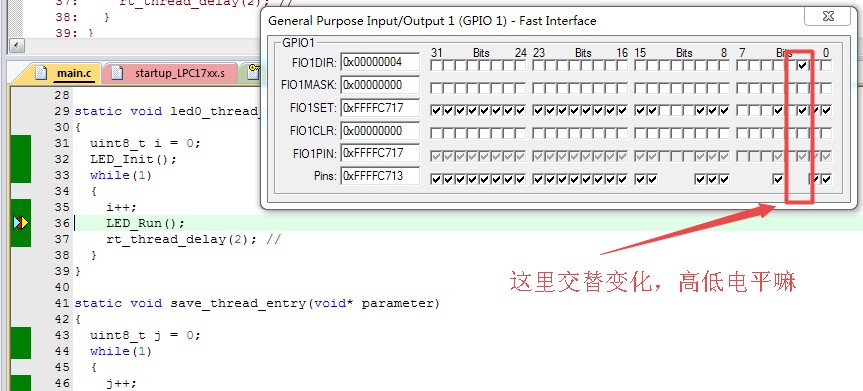 37: rt_thread_delay(2); //
38: }
39: }
main.c
startup_LPC17xx.s
28
29 static void led0_thread_
30 {
31 uint8_t i = 0;
32 LED_Init();
33 while(1)
34 {
35 i++;
36 LED_Run();
37 rt_thread_delay(2); //
38 }
39 }
40
41 static void save_thread_entry(void* parameter)
42 {
43 uint8_t j = 0;
44 while(1)
45 {
46 j++;
General Purpose Input/Output 1 (GPIO 1) - Fast Interface
GPIO1
31 Bits 24 23 Bits 16 15 Bits 8 7 Bits 0
FIO1DIR: 0x00000004
FIO1MASK: 0x00000000
FIO1SET: 0xFFFFC717
FIO1CLR: 0x00000000
FIO1PIN: 0xFFFFC717
Pins: 0xFFFFC713
这里交替变化，高低电平嘛